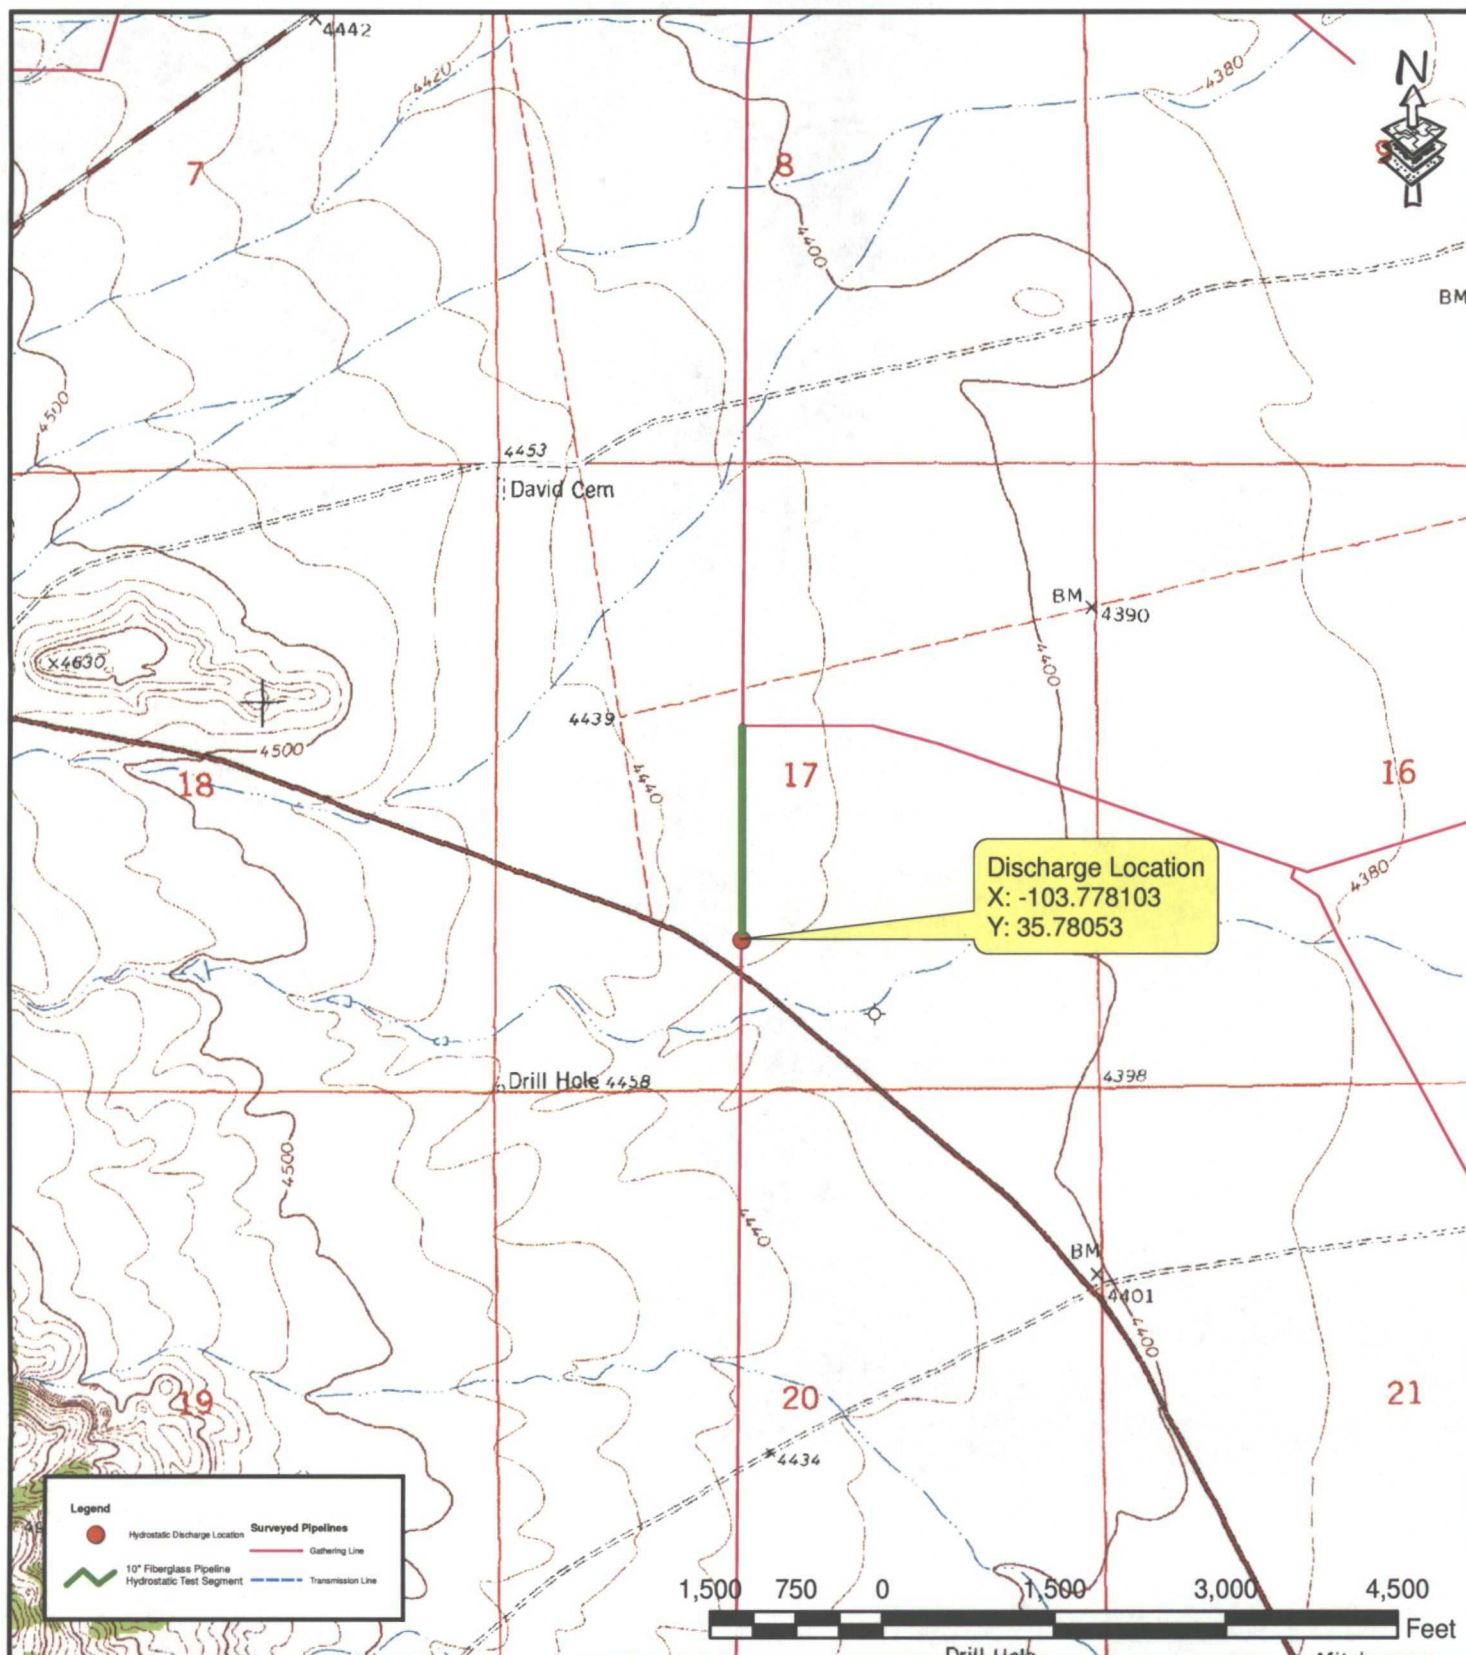 4442
4420
4380
N
7
8
9
4400
BM
4500
4453
David Cem
BM
4390
4400
×4630
4439
4500
4440
18
17
16
Discharge Location
X: -103.778103
Y: 35.78053
4380
Drill Hole 4458
4398
4500
4440
BM
4401
4400
19
20
21
4434
Legend
Hydrostatic Discharge Location
10" Fiberglass Pipeline
Hydrostatic Test Segment
Surveyed Pipelines
Gathering Line
Transmission Line
1,500 750 0 1,500 3,000 4,500
Feet
Drill Hole